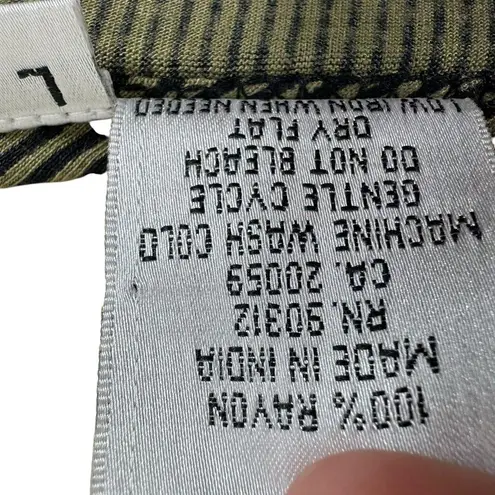 100% RAYON
MADE IN INDIA
RN. 90312
CA. 20059
MACHINE WASH COLD
GENTLE CYCLE
DO NOT BLEACH
DRY FLAT
LOW IRON WHEN NEEDED
L